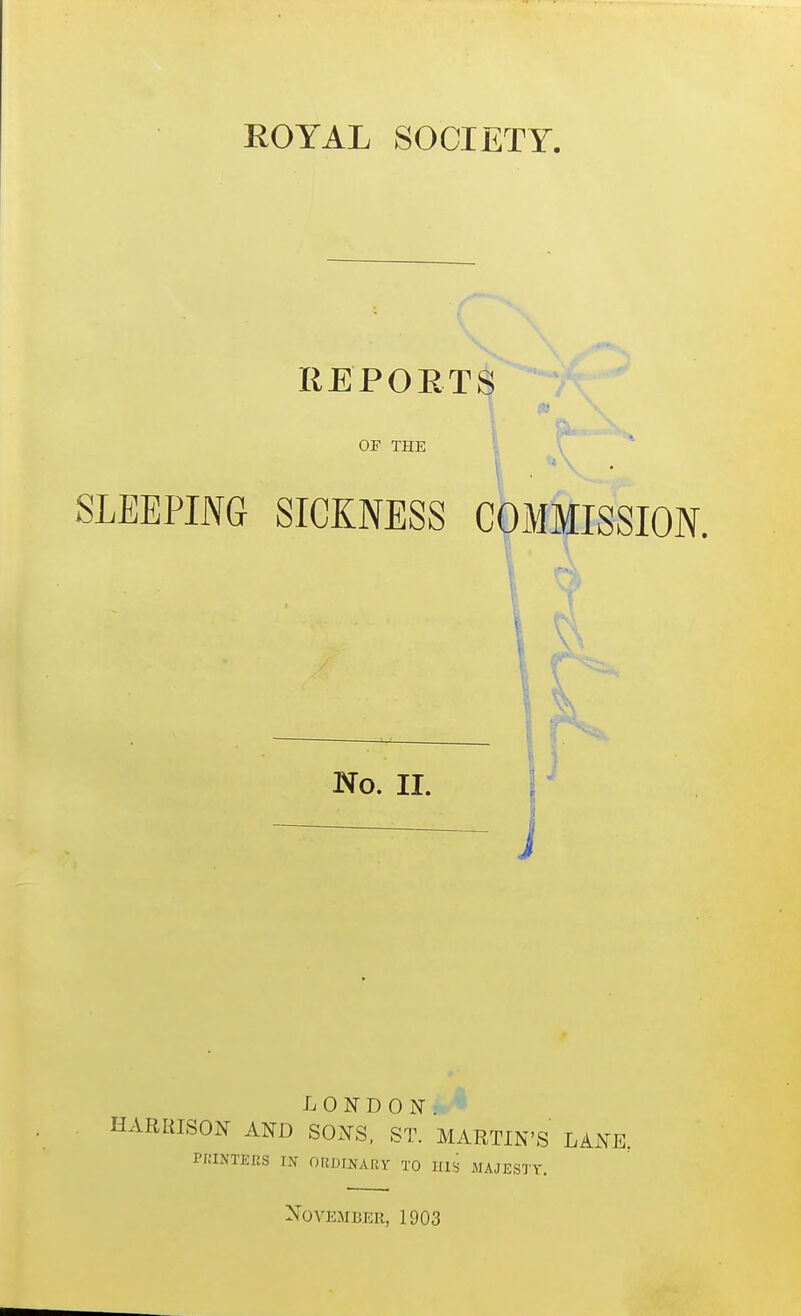 ROYAL SOCIETY.
REPORTS
OF THE
SLEEPING SICKNESS COMMISSION.
No. II.
LONDON.
HARRISON AND SONS, ST. MARTIN'S LANE.
PRINTERS IN ORDINARY TO HIS MAJESTY.
NOVEMBER, 1903